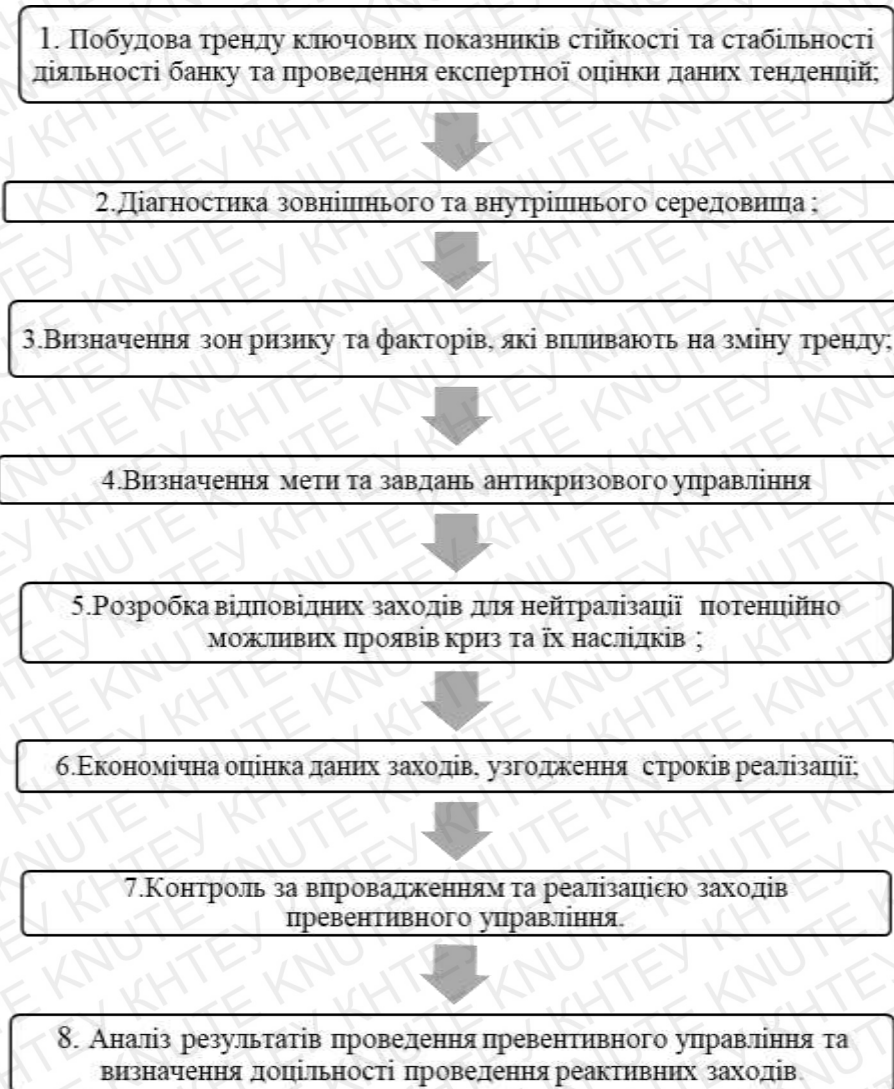 1. Побудова тренду ключових показників стійкості та стабільності
діяльності банку та проведення експертної оцінки даних тенденцій;
2.Діагностика зовнішнього та внутрішнього середовища ;
3.Визначення зон ризику та факторів, які впливають на зміну тренду;
4.Визначення мети та завдань антикризового управління
5.Розробка відповідних заходів для нейтралізації потенційно
можливих проявів криз та їх наслідків ;
6.Економічна оцінка даних заходів, узгодження строків реалізації;
7.Контроль за впровадженням та реалізацією заходів
превентивного управління.
8. Аналіз результатів проведення превентивного управління та
визначення доцільності проведення реактивних заходів.